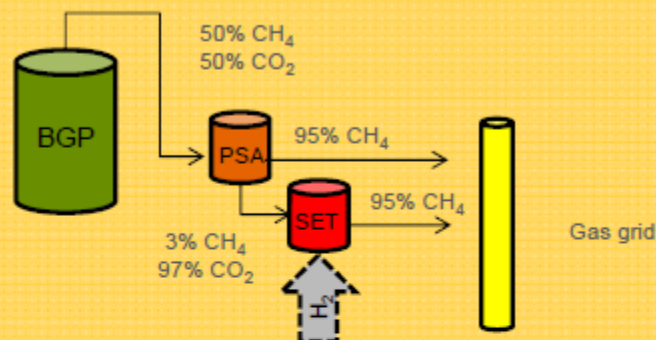 50% CH₄
50% CO₂
BGP
PSA
95% CH₄
SET
95% CH₄
3% CH₄
97% CO₂
Gas grid
H₂